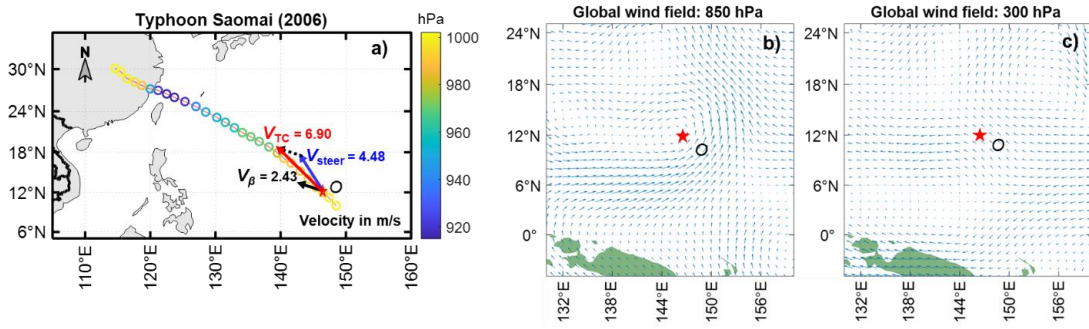 Typhoon Saomai (2006)
hPa
a)
N
30°N
24°N
18°N
12°N
6°N
V_TC = 6.90
V_steer = 4.48
V_β = 2.43
O
Velocity in m/s
110°E
120°E
130°E
140°E
150°E
160°E
1000
980
960
940
920
Global wind field: 850 hPa
b)
24°N
18°N
12°N
6°N
0°
O
132°E
138°E
144°E
150°E
156°E
Global wind field: 300 hPa
c)
24°N
18°N
12°N
6°N
0°
O
132°E
138°E
144°E
150°E
156°E